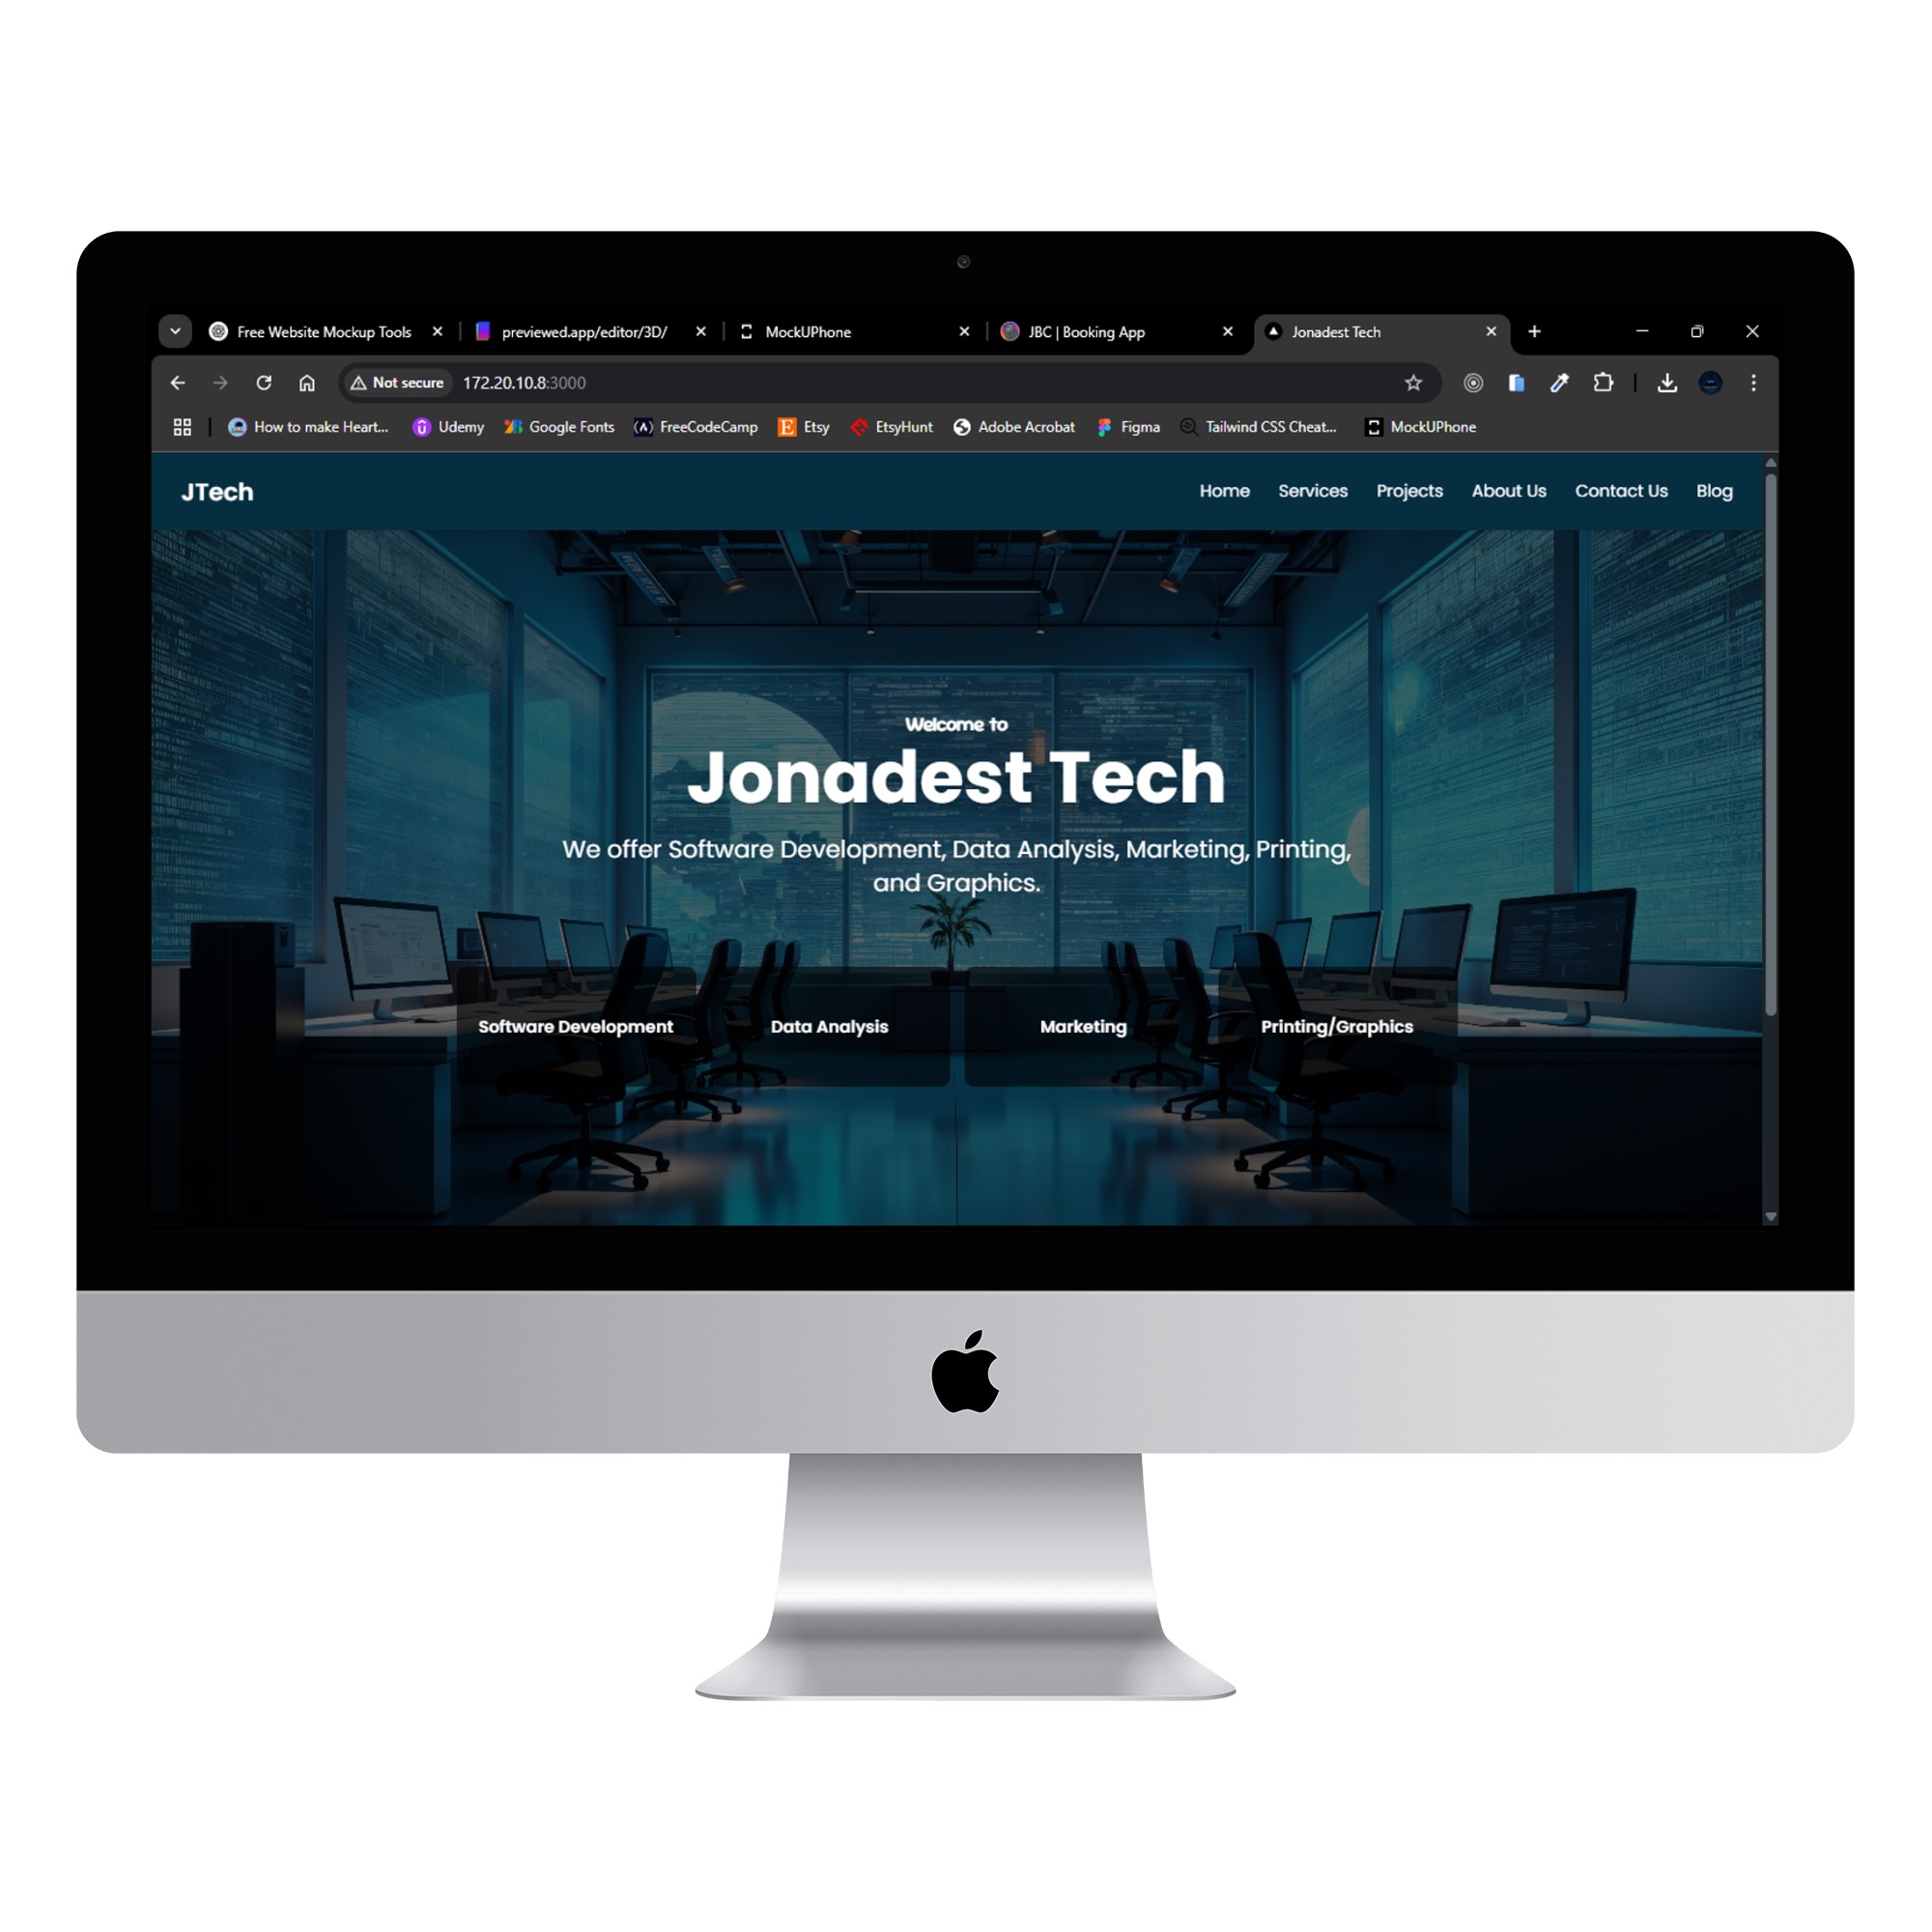 Free Website Mockup Tools
previewed.app/editor/3D/
MockUPhone
JBC | Booking App
Jonadest Tech
Not secure 172.20.10.8:3000
How to make Heart... Udemy Google Fonts FreeCodeCamp Etsy EtsyHunt Adobe Acrobat Figma Tailwind CSS Cheat... MockUPhone
JTech
Home Services Projects About Us Contact Us Blog
Welcome to
Jonadest Tech
We offer Software Development, Data Analysis, Marketing, Printing,
and Graphics.
Software Development
Data Analysis
Marketing
Printing/Graphics